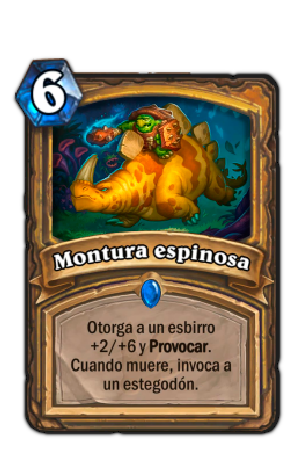 6
Montura espinosa
Otorga a un esbirro
+2/+6 y Provocar.
Cuando muere, invoca a
un estegodón.